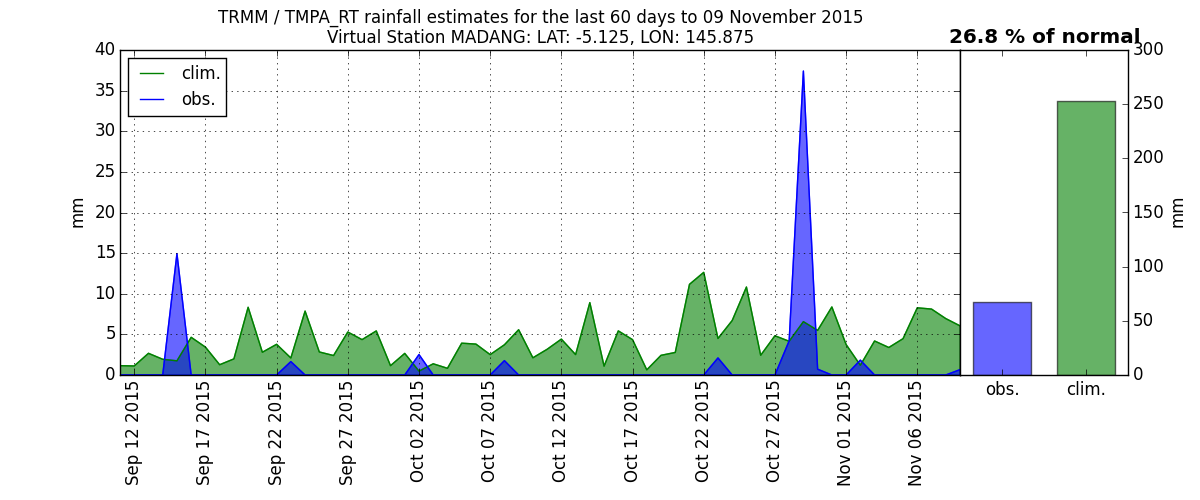 TRMM / TMPA_RT rainfall estimates for the last 60 days to 09 November 2015
Virtual Station MADANG: LAT: -5.125, LON: 145.875
26.8 % of normal
clim.
obs.
40
35
30
25
20
15
10
5
0
mm
Sep 12 2015
Sep 17 2015
Sep 22 2015
Sep 27 2015
Oct 02 2015
Oct 07 2015
Oct 12 2015
Oct 17 2015
Oct 22 2015
Oct 27 2015
Nov 01 2015
Nov 06 2015
300
250
200
150
100
50
0
mm
obs.
clim.